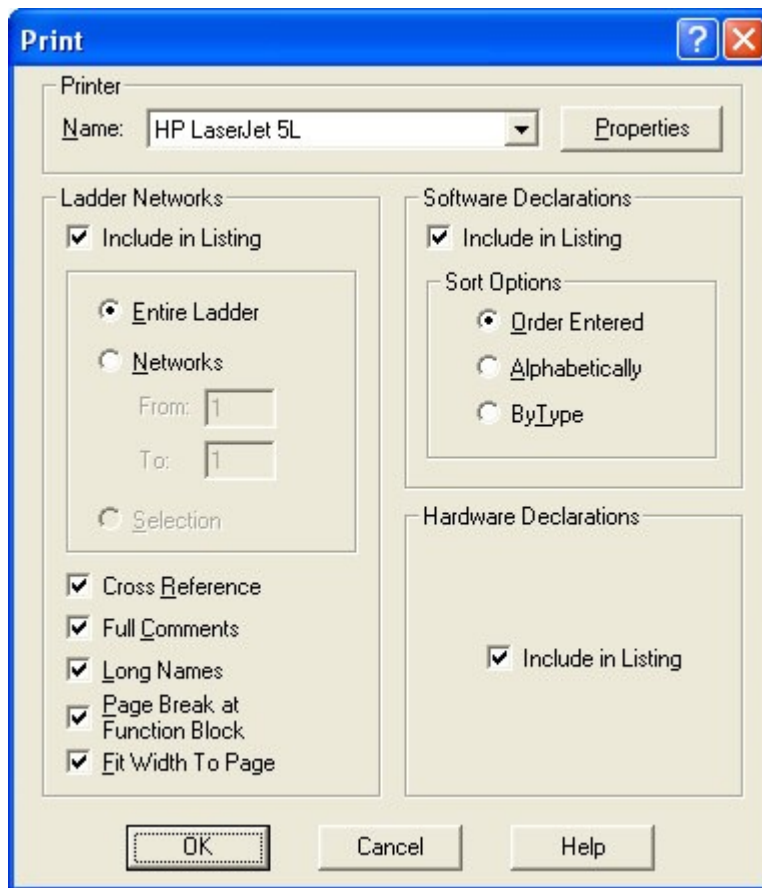 Print
Printer
Name: HP LaserJet 5L Properties
Ladder Networks
Include in Listing
Entire Ladder
Networks
From: 1
To: 1
Selection
Cross Reference
Full Comments
Long Names
Page Break at
Function Block
Fit Width To Page
Software Declarations
Include in Listing
Sort Options
Order Entered
Alphabetically
ByType
Hardware Declarations
Include in Listing
OK Cancel Help